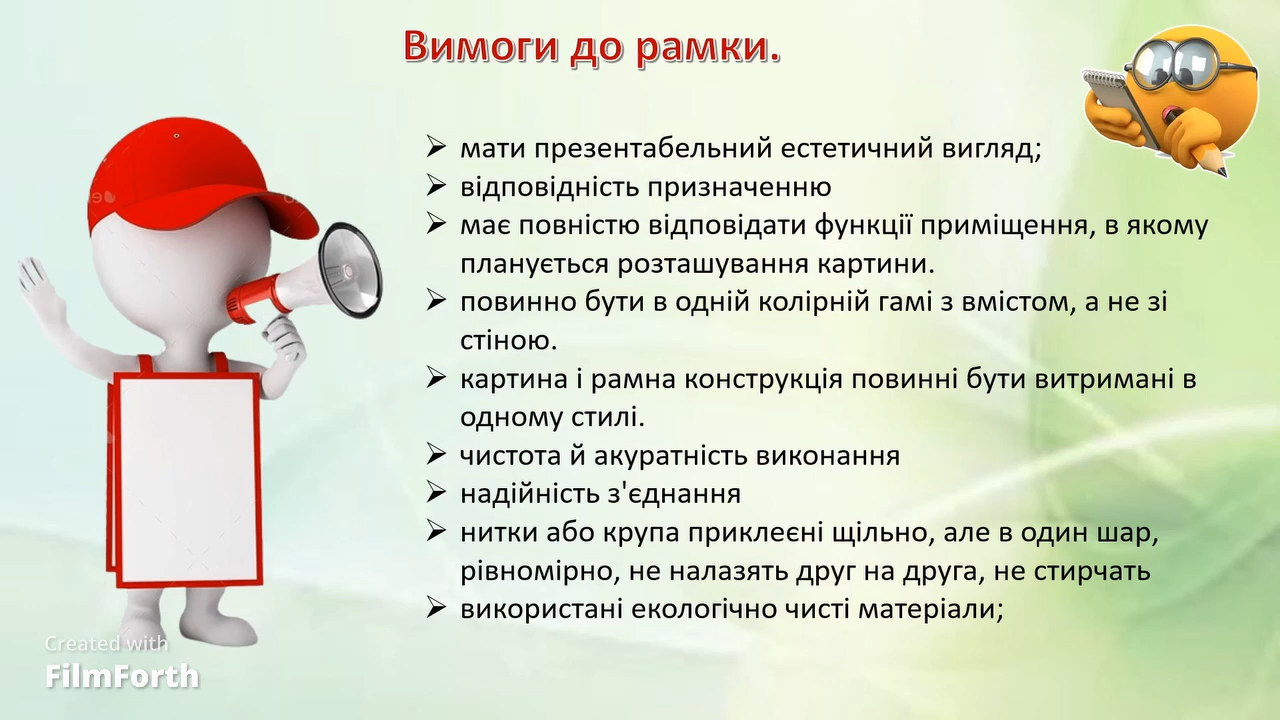 Вимоги до рамки.
мати презентабельний естетичний вигляд;
відповідність призначенню
має повністю відповідати функції приміщення, в якому
планується розташування картини.
повинно бути в одній колірній гамі з вмістом, а не зі
стіною.
картина і рамна конструкція повинні бути витримані в
одному стилі.
чистота й акуратність виконання
надійність з'єднання
нитки або крупа приклеєні щільно, але в один шар,
рівномірно, не налазять друг на друга, не стирчать
використані екологічно чисті матеріали;
Created with
FilmForth